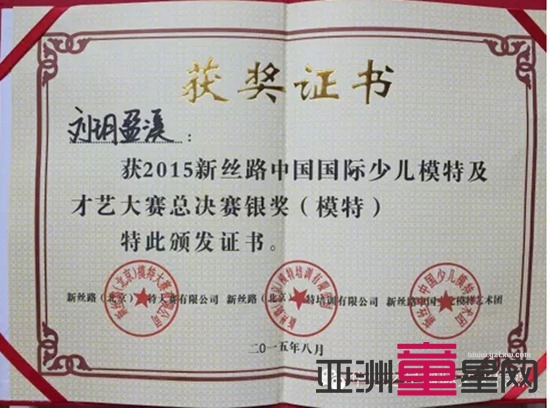 获奖证书
刘玥盈溪：
获2015新丝路中国国际少儿模特及
才艺大赛总决赛银奖（模特）
特此颁发证书。
新丝路（北京）模特大赛有限公司 新丝路（北京）模特培训有限公司 新丝路中国少儿模特艺术团
二〇一五年八月
亚洲童星网